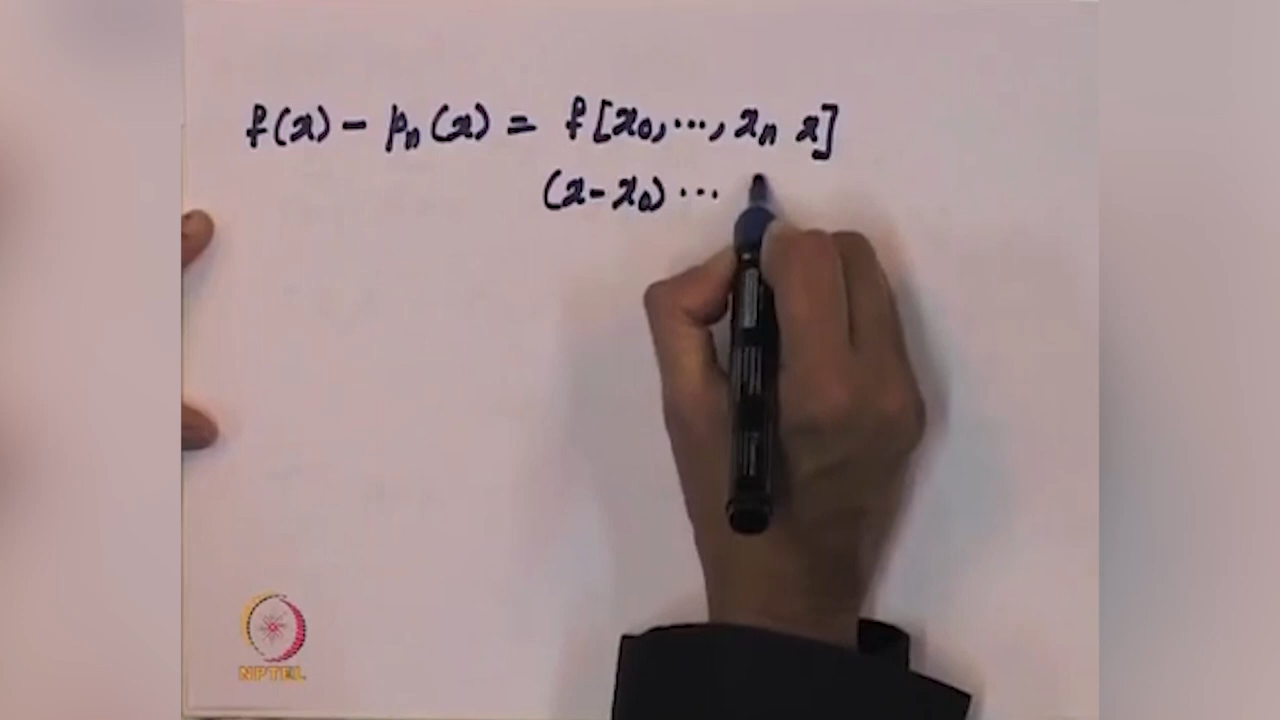 f(x) - pn(x) = f[x0, ..., xn x]
(x - x0) ...
NPTEL